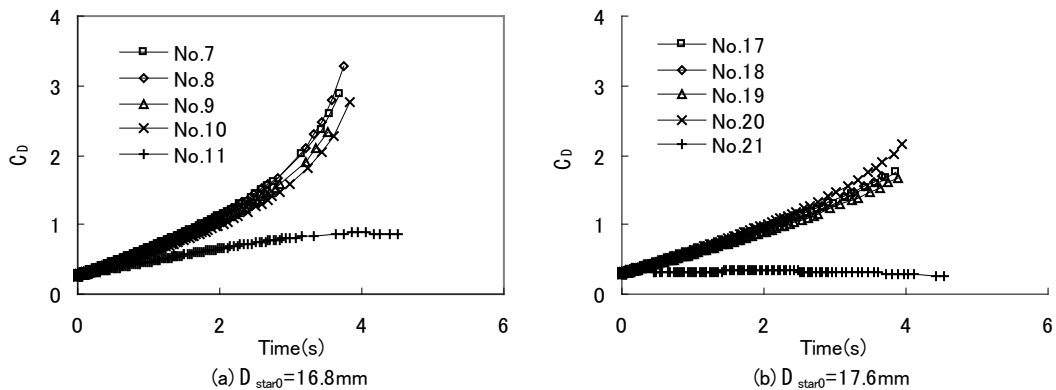 4
3
2
1
0
C_D
No.7
No.8
No.9
No.10
No.11
0 2 4 6
Time(s)
(a) D_star0=16.8mm
4
3
2
1
0
C_D
No.17
No.18
No.19
No.20
No.21
0 2 4 6
Time(s)
(b) D_star0=17.6mm